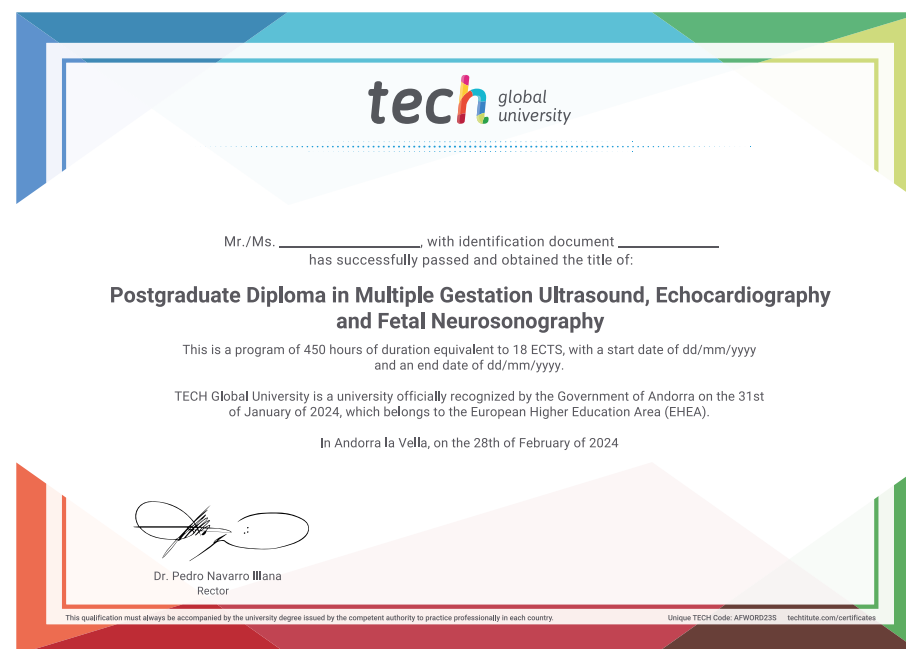 tech global
university
Mr./Ms. ____________________, with identification document ______________
has successfully passed and obtained the title of:
Postgraduate Diploma in Multiple Gestation Ultrasound, Echocardiography
and Fetal Neurosonography
This is a program of 450 hours of duration equivalent to 18 ECTS, with a start date of dd/mm/yyyy
and an end date of dd/mm/yyyy.
TECH Global University is a university officially recognized by the Government of Andorra on the 31st
of January of 2024, which belongs to the European Higher Education Area (EHEA).
In Andorra la Vella, on the 28th of February of 2024
Dr. Pedro Navarro Illana
Rector
This qualification must always be accompanied by the university degree issued by the competent authority to practice professionally in each country. Unique TECH Code: AFWORD23S techtitute.com/certificates